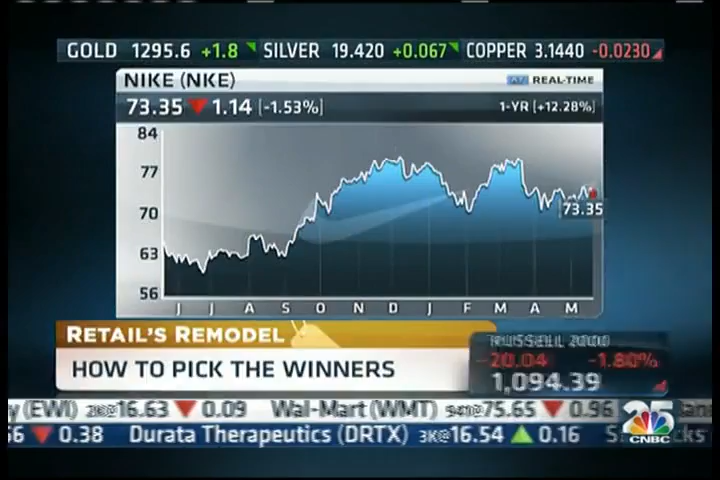 GOLD 1295.6 +1.8 SILVER 19.420 +0.067 COPPER 3.1440 -0.0230
NIKE (NKE) REAL-TIME
73.35 1.14 [-1.53%] 1-YR [+12.28%]
84
77
70
63
56
73.35
J J A S O N D J F M A M
RETAIL'S REMODEL
HOW TO PICK THE WINNERS
RUSSELL 2000
-20.04 -1.80%
1,094.39
(EWI) 16.63 0.09 Wal-Mart (WMT) 75.65 0.96
6 0.38 Durata Therapeutics (DRTX) 3K@16.54 0.16
25
CNBC